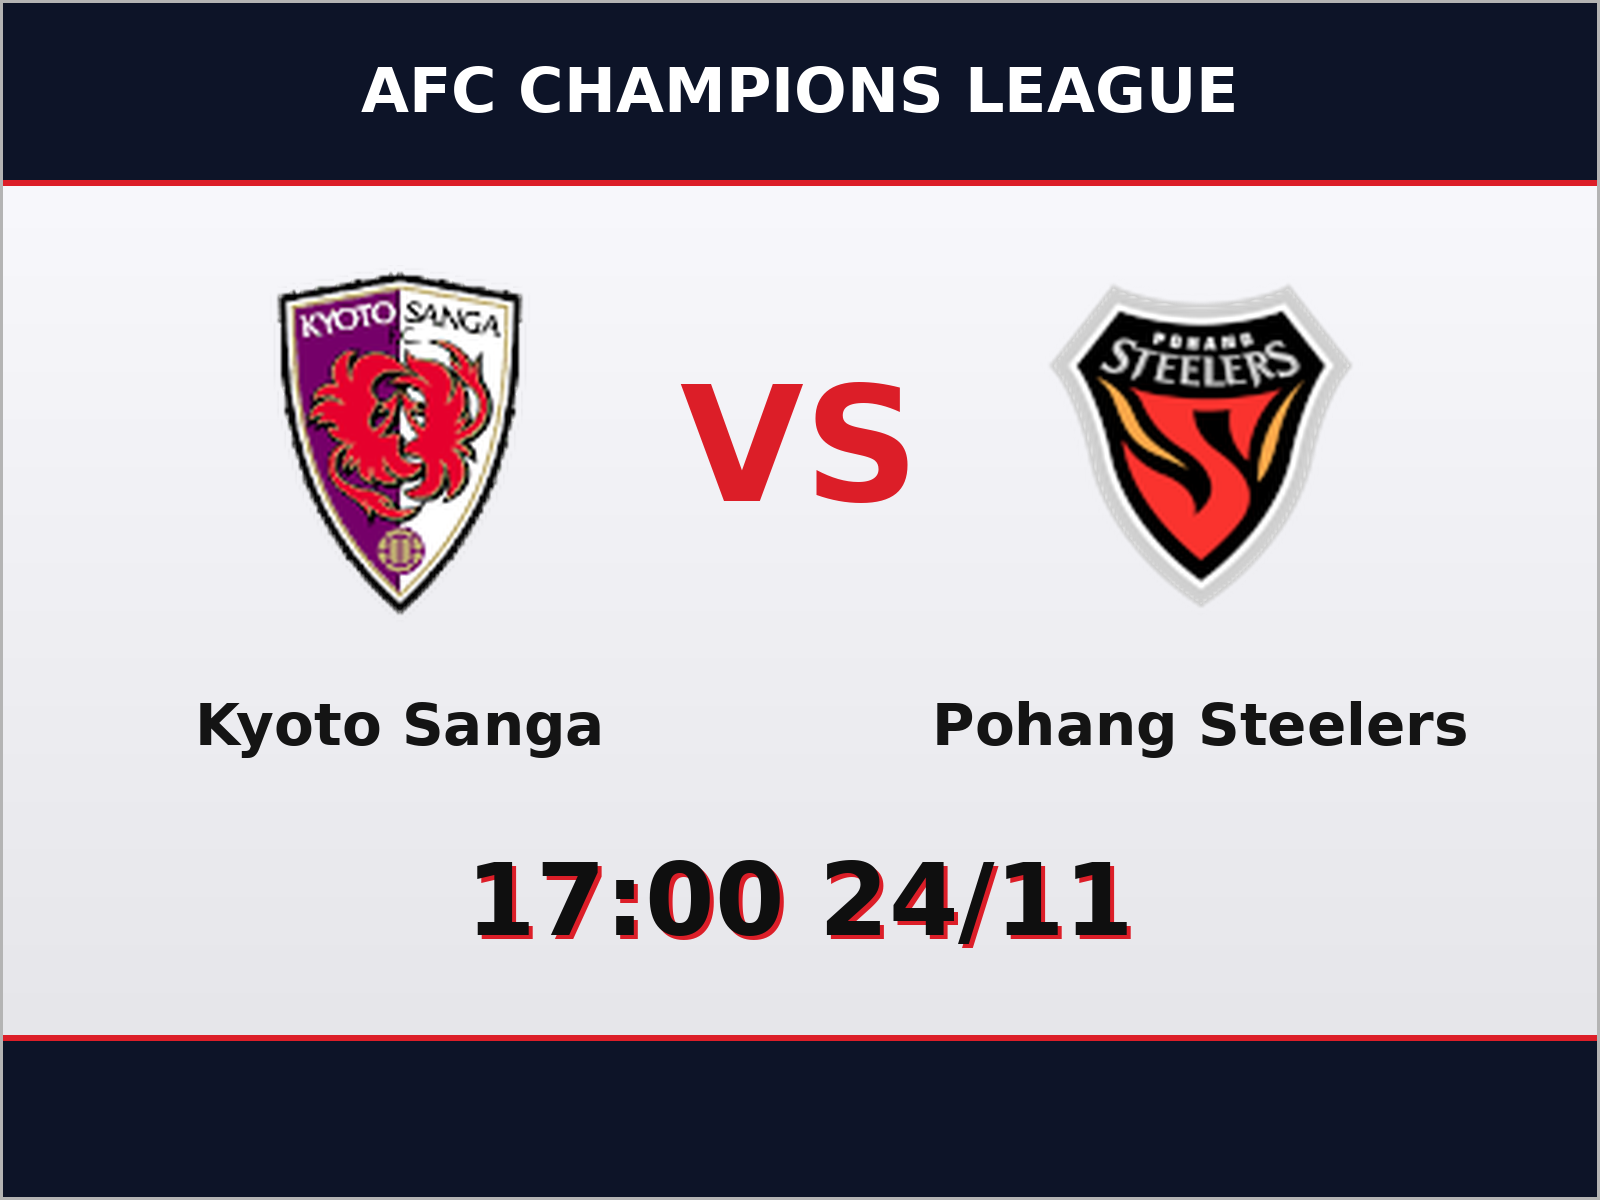 AFC CHAMPIONS LEAGUE
KYOTO SANGA
POHANG
STEELERS
VS
Kyoto Sanga
Pohang Steelers
17:00 24/11